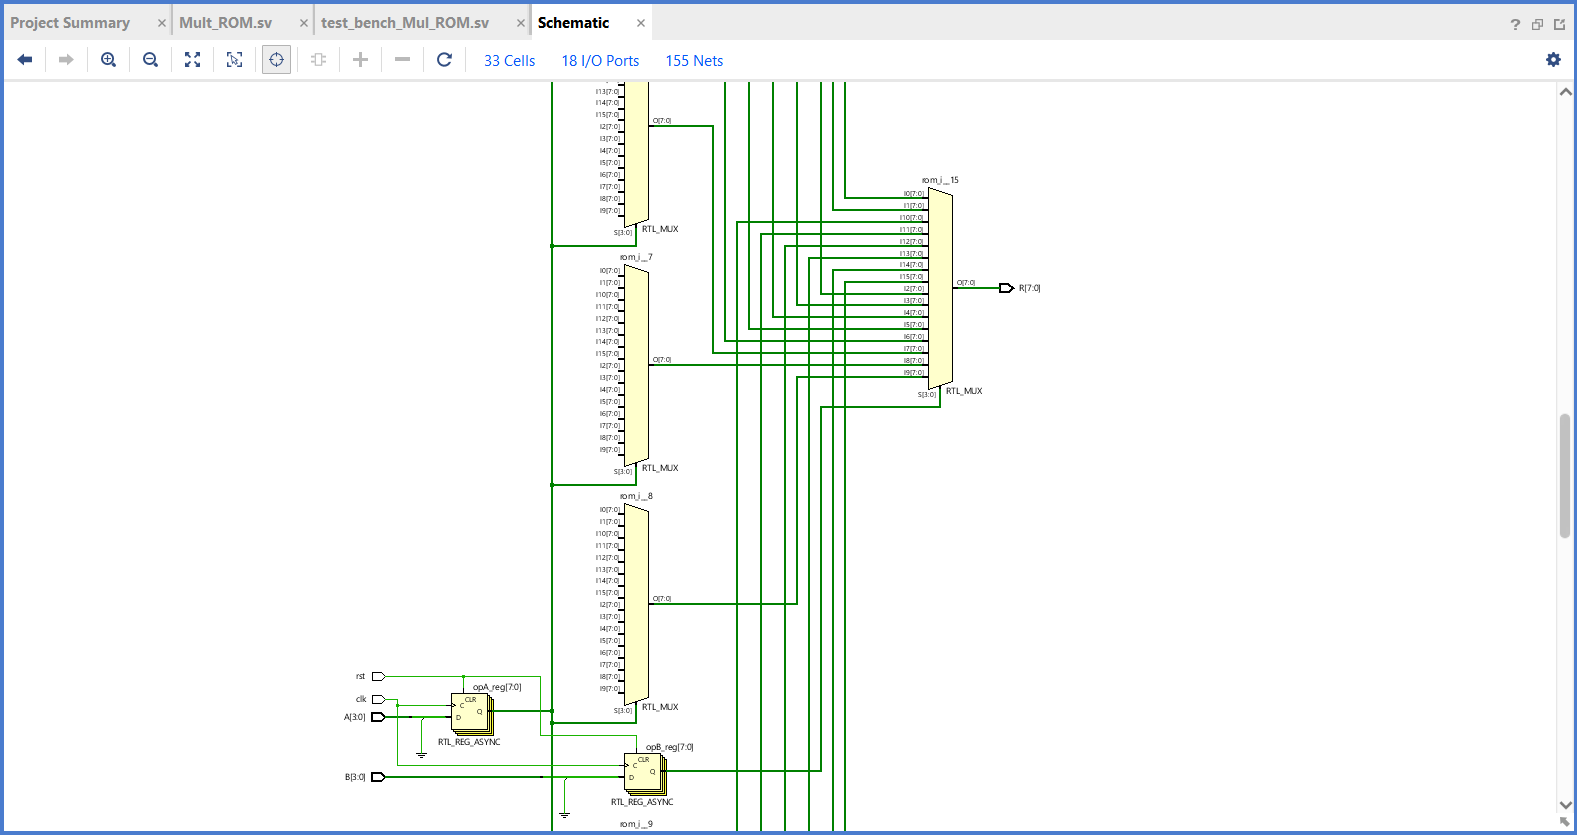 Project Summary × Mult_ROM.sv × test_bench_Mul_ROM.sv × Schematic ×
33 Cells 18 I/O Ports 155 Nets
I13[7:0]
I14[7:0]
I15[7:0]
I2[7:0]
I3[7:0]
I4[7:0]
I5[7:0]
I6[7:0]
I7[7:0]
I8[7:0]
I9[7:0]
S[3:0]
O[7:0]
RTL_MUX
rom_i__7
I0[7:0]
I1[7:0]
I10[7:0]
I11[7:0]
I12[7:0]
I13[7:0]
I14[7:0]
I15[7:0]
I2[7:0]
I3[7:0]
I4[7:0]
I5[7:0]
I6[7:0]
I7[7:0]
I8[7:0]
I9[7:0]
S[3:0]
O[7:0]
RTL_MUX
rom_i__8
I0[7:0]
I1[7:0]
I10[7:0]
I11[7:0]
I12[7:0]
I13[7:0]
I14[7:0]
I15[7:0]
I2[7:0]
I3[7:0]
I4[7:0]
I5[7:0]
I6[7:0]
I7[7:0]
I8[7:0]
I9[7:0]
S[3:0]
O[7:0]
RTL_MUX
rom_i__15
I0[7:0]
I1[7:0]
I10[7:0]
I11[7:0]
I12[7:0]
I13[7:0]
I14[7:0]
I15[7:0]
I2[7:0]
I3[7:0]
I4[7:0]
I5[7:0]
I6[7:0]
I7[7:0]
I8[7:0]
I9[7:0]
S[3:0]
O[7:0]
RTL_MUX
R[7:0]
rst
clk
A[3:0]
B[3:0]
opA_reg[7:0]
CLR
C
D
Q
RTL_REG_ASYNC
opB_reg[7:0]
CLR
C
D
Q
RTL_REG_ASYNC
rom_i__9